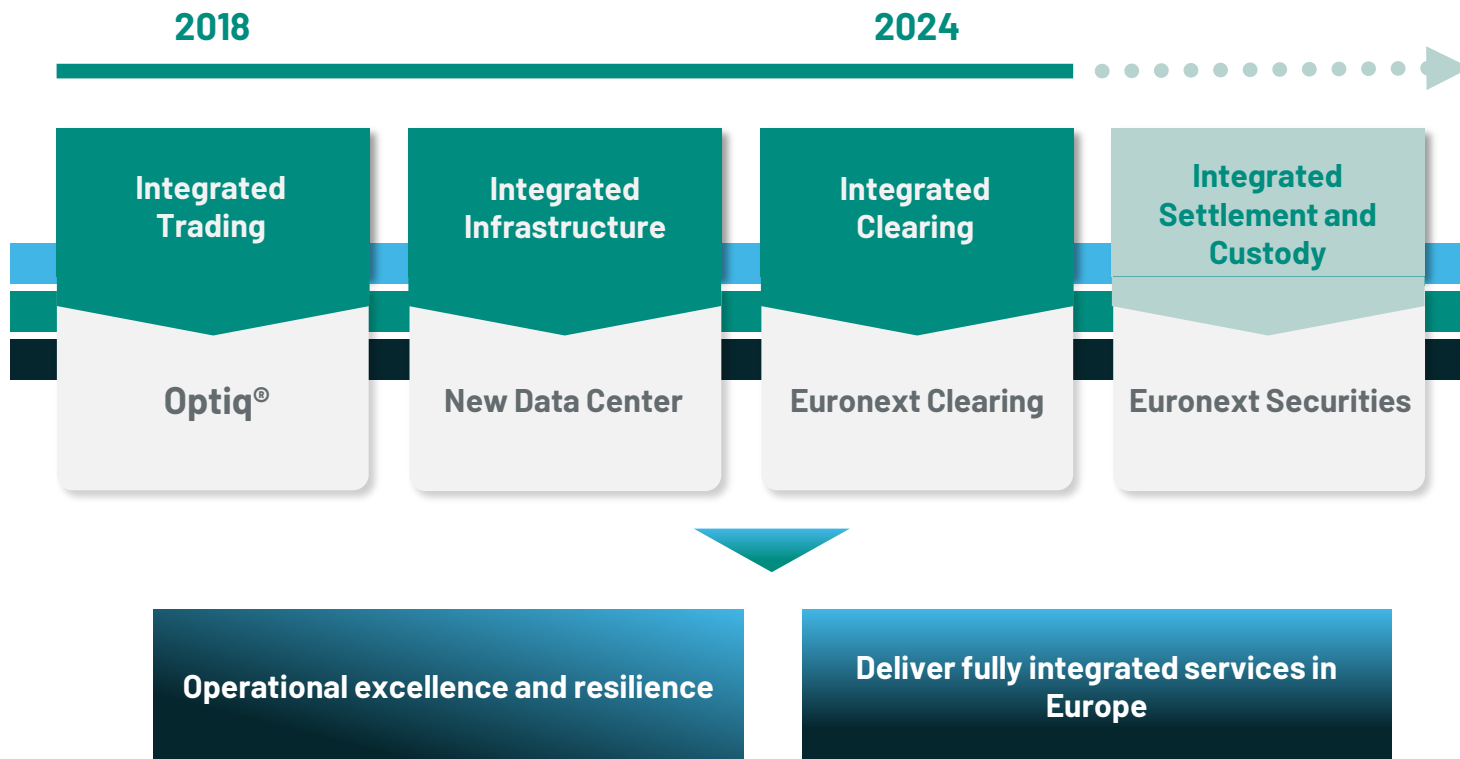 2018
2024
Integrated
Trading
Integrated
Infrastructure
Integrated
Clearing
Integrated
Settlement and
Custody
Optiq®
New Data Center
Euronext Clearing
Euronext Securities
Operational excellence and resilience
Deliver fully integrated services in
Europe